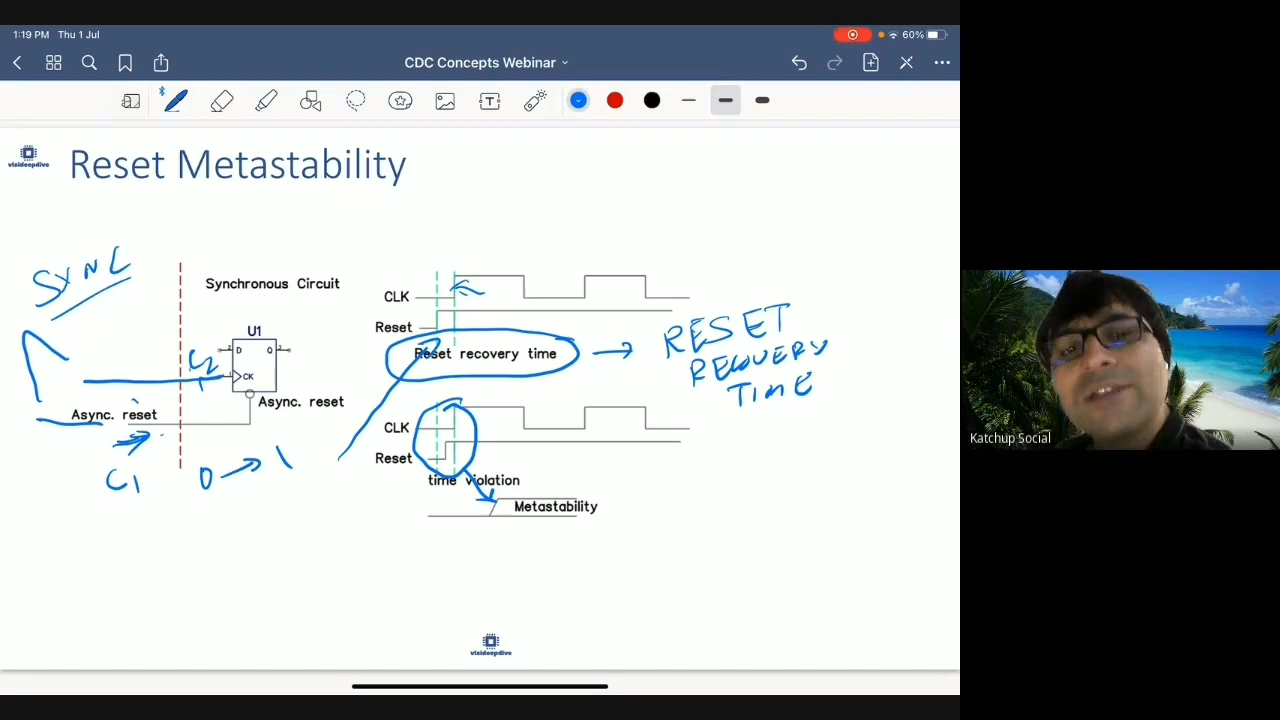 1:19 PM Thu 1 Jul
60%
CDC Concepts Webinar
T
vlsideepdive
Reset Metastability
SYNC
Synchronous Circuit
U1
D
Q
CK
C2
Async. reset
Async. reset
C1
0 → 1
CLK
Reset
Reset recovery time
→ RESET
RECOVERY
TIME
CLK
Reset
time violation
Metastability
vlsideepdive
Katchup Social